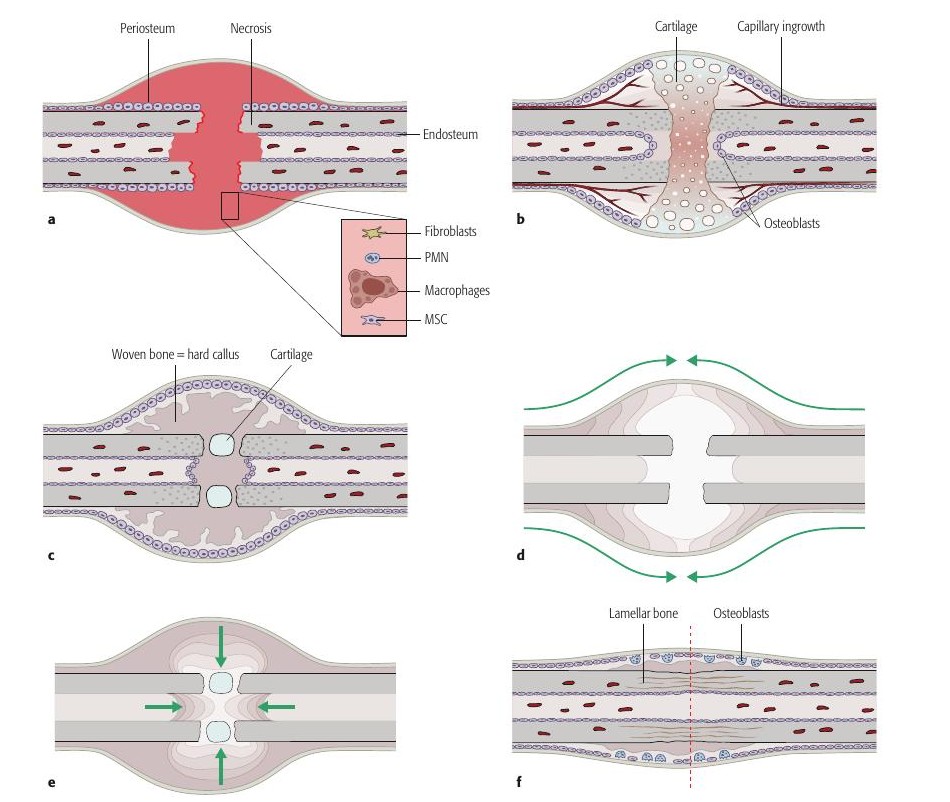 Periosteum
Necrosis
Endosteum
a
Fibroblasts
PMN
Macrophages
MSC
Cartilage
Capillary ingrowth
Osteoblasts
b
Woven bone = hard callus
Cartilage
c
d
e
Lamellar bone
Osteoblasts
f